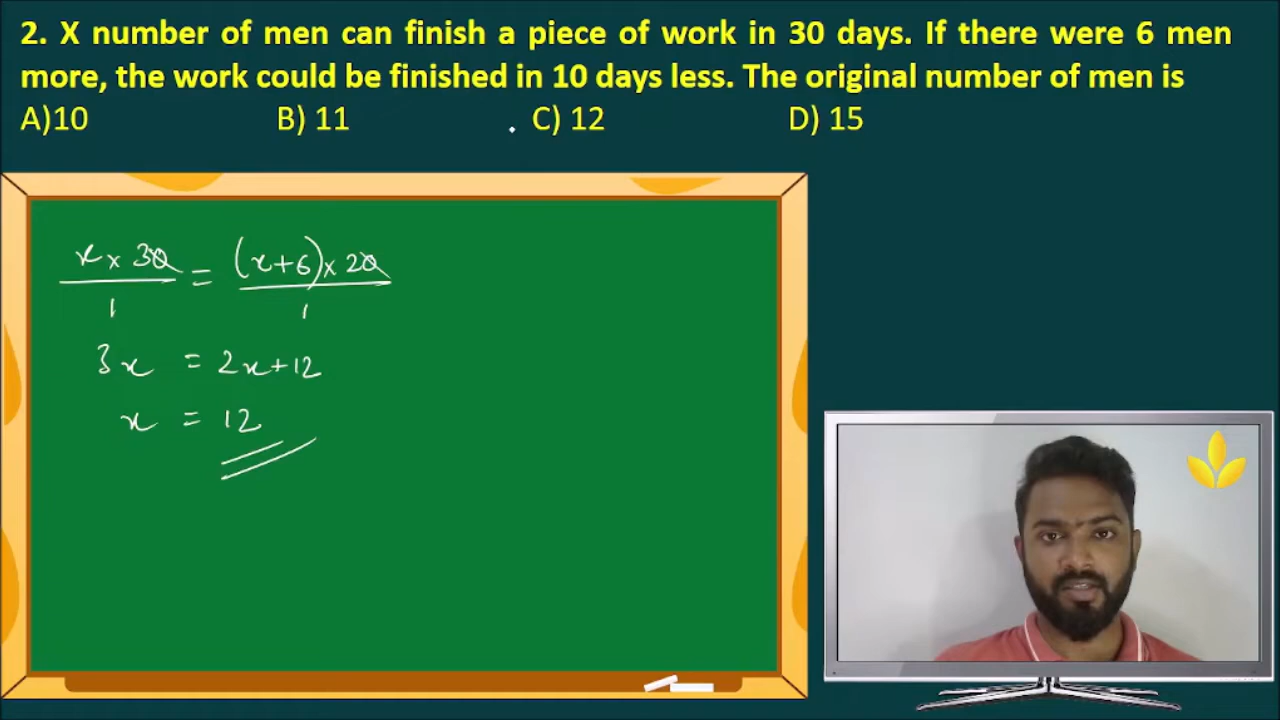 2. X number of men can finish a piece of work in 30 days. If there were 6 men
more, the work could be finished in 10 days less. The original number of men is
A)10 B) 11 C) 12 D) 15
x × 30 = (x+6) × 20
1 1
3x = 2x+12
x = 12